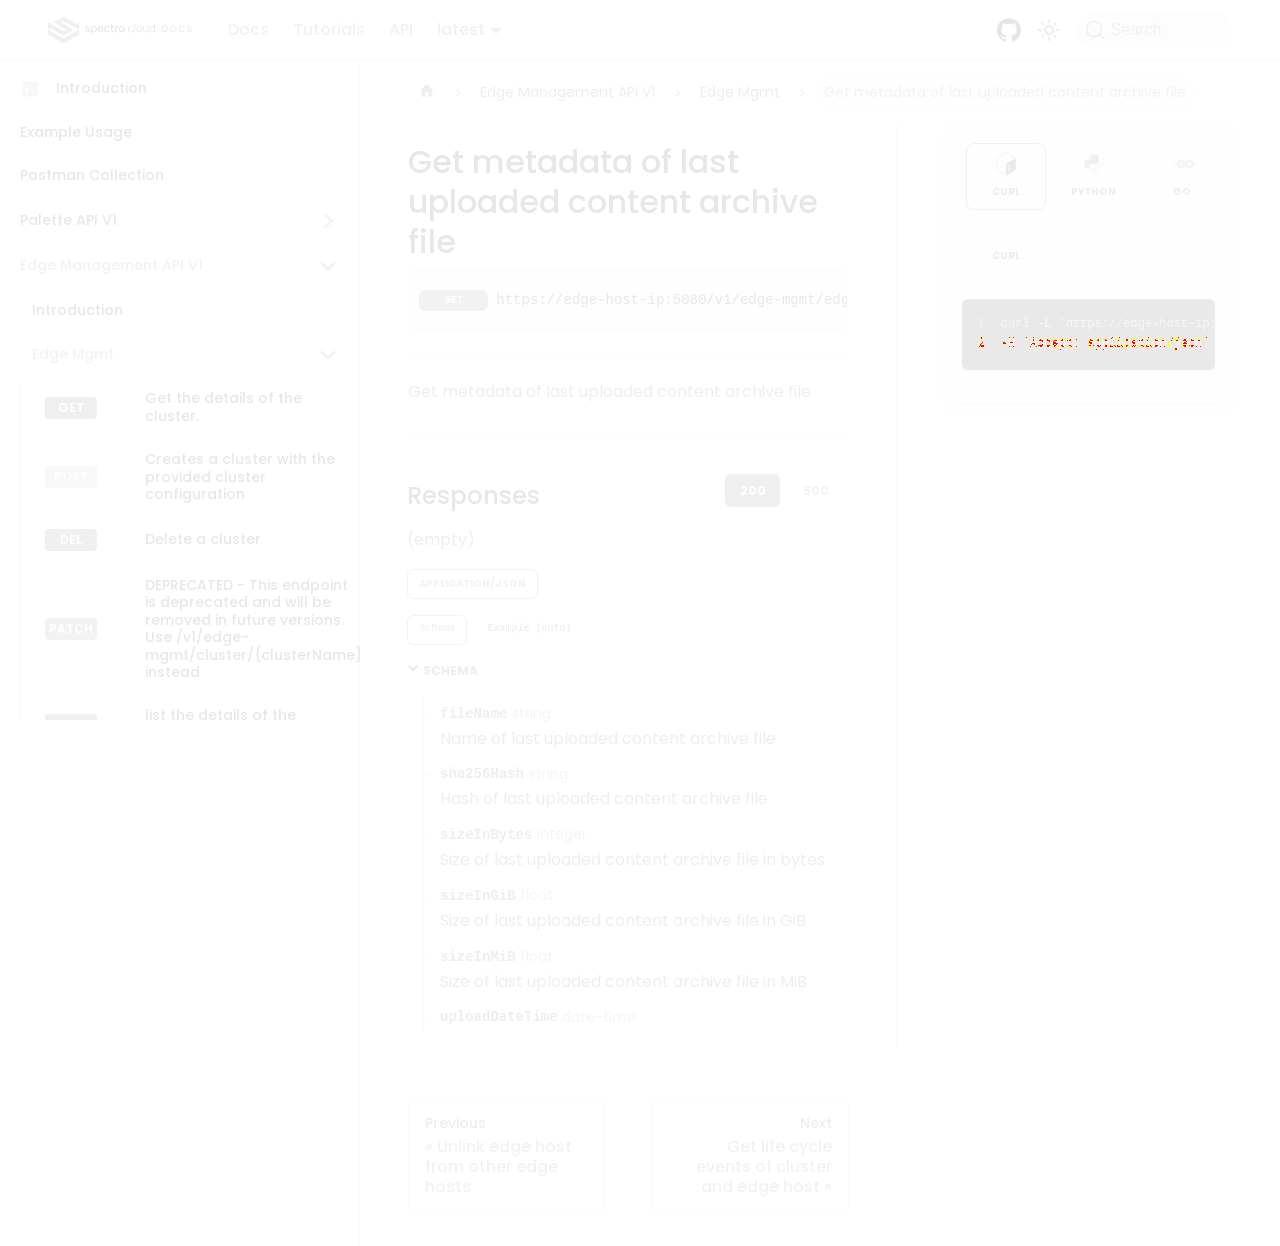 spectro cloud DOCS
Docs
Tutorials
API
latest
Search
Introduction
Example Usage
Postman Collection
Palette API V1
Edge Management API V1
Introduction
Edge Mgmt
GET
Get the details of the
cluster.
POST
Creates a cluster with the
provided cluster
configuration
DEL
Delete a cluster
PATCH
DEPRECATED - This endpoint
is deprecated and will be
removed in future versions.
Use /v1/edge-
mgmt/cluster/{clusterName}
instead
list the details of the
Edge Management API V1
Edge Mgmt
Get metadata of last uploaded content archive file
Get metadata of last
uploaded content archive
file
GET
https://edge-host-ip:5080/v1/edge-mgmt/edg
Get metadata of last uploaded content archive file
Responses
200
500
(empty)
APPLICATION/JSON
Schema
Example (auto)
SCHEMA
fileName string
Name of last uploaded content archive file
sha256Hash string
Hash of last uploaded content archive file
sizeInBytes integer
Size of last uploaded content archive file in bytes
sizeInGiB float
Size of last uploaded content archive file in GiB
sizeInMiB float
Size of last uploaded content archive file in MiB
uploadDateTime date-time
Previous
« Unlink edge host
from other edge
hosts
Next
Get life cycle
events of cluster
and edge host »
CURL
PYTHON
GO
GO
CURL
1 curl -L 'https://edge-host-ip:
2 -H 'Accept: application/json'